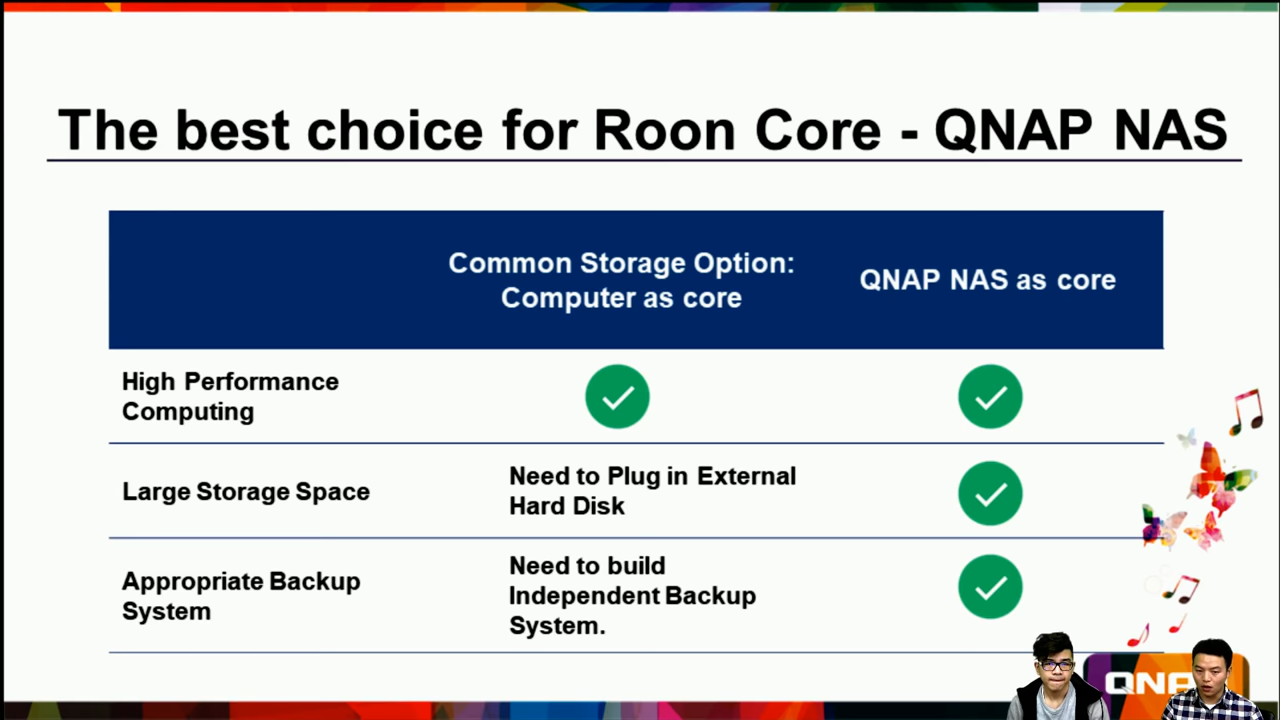 The best choice for Roon Core - QNAP NAS
Common Storage Option:
Computer as core
QNAP NAS as core
High Performance
Computing
Large Storage Space
Need to Plug in External
Hard Disk
Appropriate Backup
System
Need to build
Independent Backup
System.